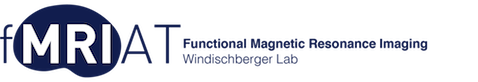 fMRIAT
Functional Magnetic Resonance Imaging
Windischberger Lab